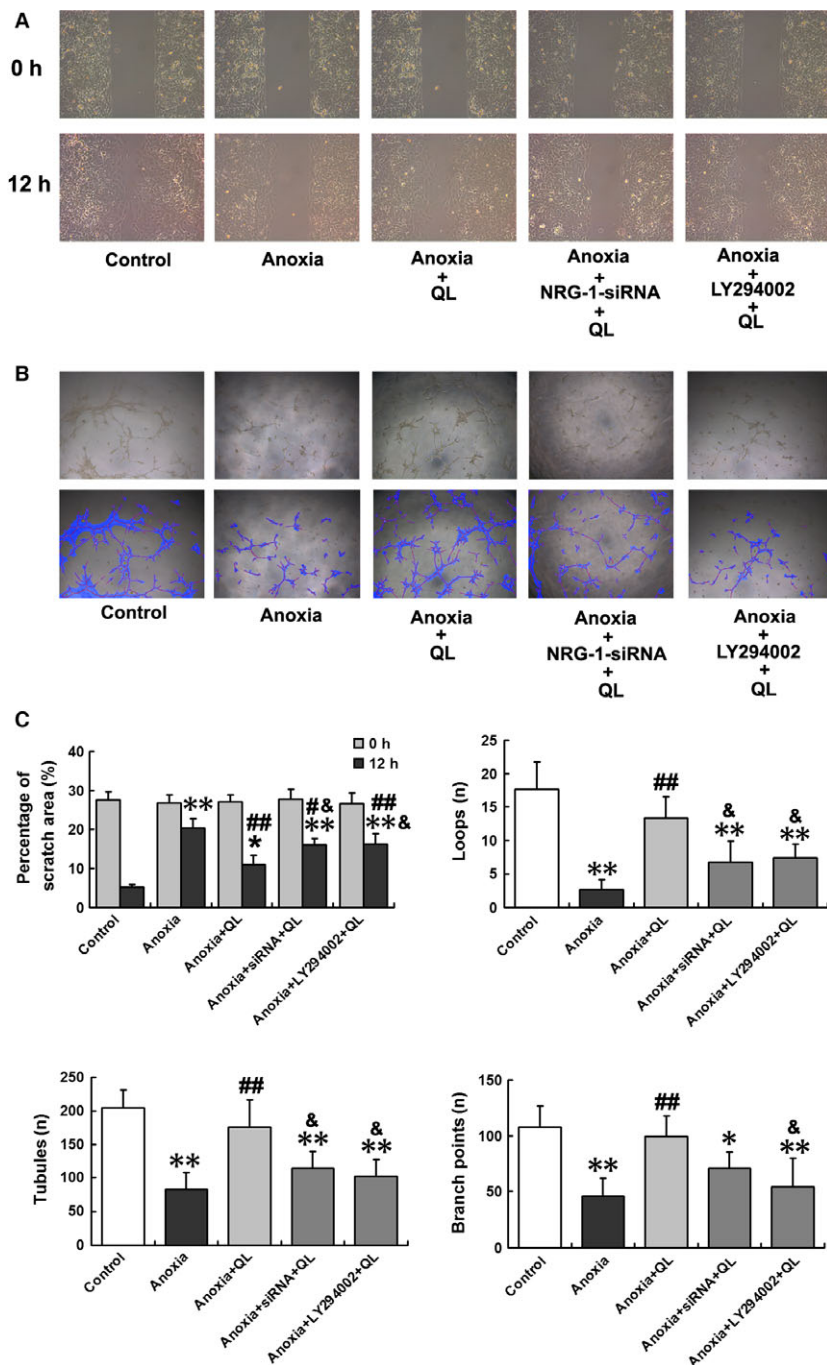 A
0 h
12 h
Control
Anoxia
Anoxia
+
QL
Anoxia
+
NRG-1-siRNA
+
QL
Anoxia
+
LY294002
+
QL
B
Control
Anoxia
Anoxia
+
QL
Anoxia
+
NRG-1-siRNA
+
QL
Anoxia
+
LY294002
+
QL
C
Percentage of
scratch area (%)
40
30
20
10
0
0 h
12 h
**
##
*
#&
**
##
**&
Control
Anoxia
Anoxia+QL
Anoxia+siRNA+QL
Anoxia+LY294002+QL
Loops (n)
25
20
15
10
5
0
**
##
&
**
&
**
Control
Anoxia
Anoxia+QL
Anoxia+siRNA+QL
Anoxia+LY294002+QL
Tubules (n)
250
200
150
100
50
0
**
##
&
**
&
**
Control
Anoxia
Anoxia+QL
Anoxia+siRNA+QL
Anoxia+LY294002+QL
Branch points (n)
150
100
50
0
**
##
*
&
**
Control
Anoxia
Anoxia+QL
Anoxia+siRNA+QL
Anoxia+LY294002+QL